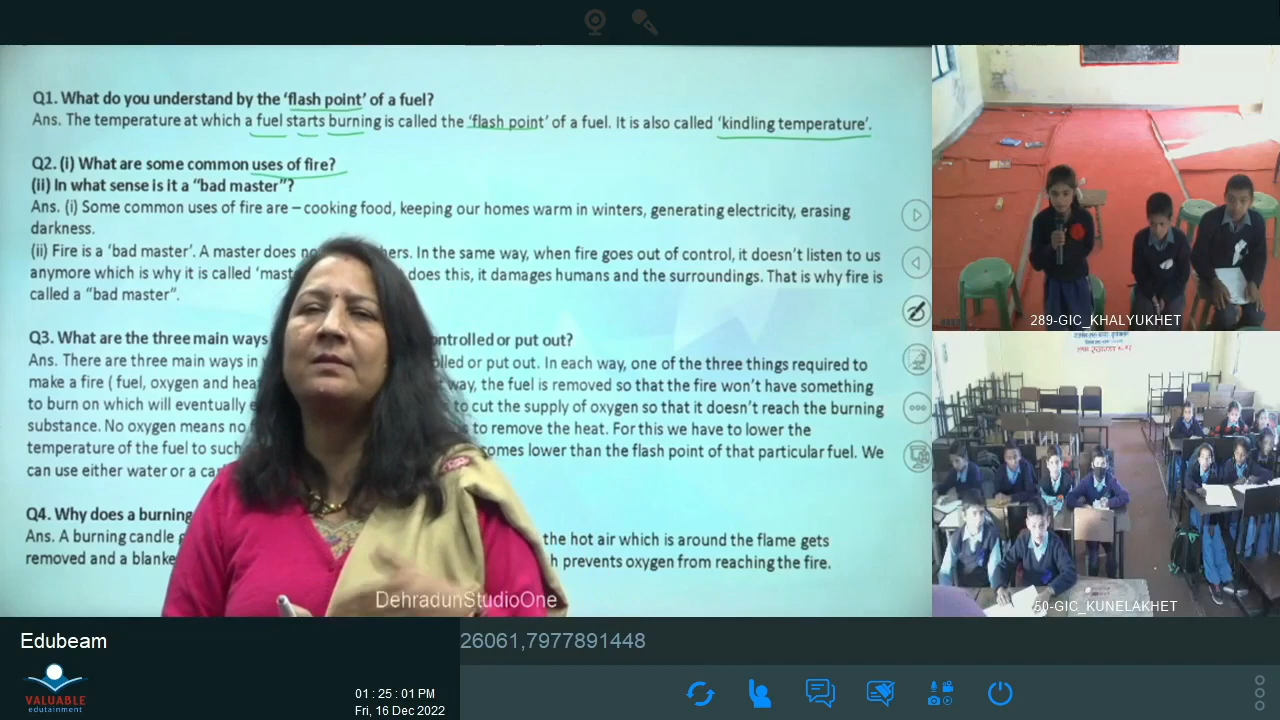 Q1. What do you understand by the ‘flash point’ of a fuel?
Ans. The temperature at which a fuel starts burning is called the ‘flash point’ of a fuel. It is also called ‘kindling temperature’.
Q2. (i) What are some common uses of fire?
(ii) In what sense is it a “bad master”?
Ans. (i) Some common uses of fire are – cooking food, keeping our homes warm in winters, generating electricity, erasing
darkness.
(ii) Fire is a ‘bad master’. A master does hers. In the same way, when fire goes out of control, it doesn’t listen to us
anymore which is why it is called does this, it damages humans and the surroundings. That is why fire is
called a “bad master”.
Q3. What are the three main ways ntrolled or put out?
Ans. There are three main ways in lled or put out. In each way, one of the three things required to
make a fire ( fuel, oxygen and way, the fuel is removed so that the fire won’t have something
to burn on which will eventually to cut the supply of oxygen so that it doesn’t reach the burning
substance. No oxygen means no s to remove the heat. For this we have to lower the
temperature of the fuel to such omes lower than the flash point of that particular fuel. We
can use either water or a
Q4. Why does a burning
Ans. A burning candle the hot air which is around the flame gets
removed and a h prevents oxygen from reaching the fire.
DehradunStudioOne
289-GIC_KHALYUKHET
50-GIC_KUNELAKHET
Edubeam
26061,7977891448
VALUABLE
edutainment
01 : 25 : 01 PM
Fri, 16 Dec 2022